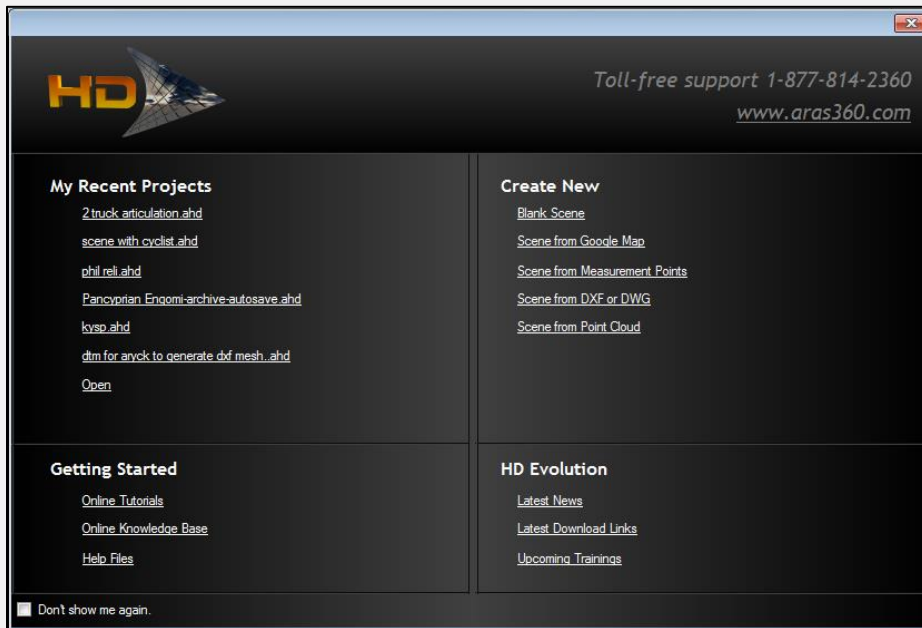 HD
Toll-free support 1-877-814-2360
www.aras360.com
My Recent Projects
2 truck articulation.ahd
scene with cyclist.ahd
phil reli.ahd
Pancyprian Engomi-archive-autosave.ahd
kysp.ahd
dtm for aryck to generate dxf mesh..ahd
Open
Create New
Blank Scene
Scene from Google Map
Scene from Measurement Points
Scene from DXF or DWG
Scene from Point Cloud
Getting Started
Online Tutorials
Online Knowledge Base
Help Files
HD Evolution
Latest News
Latest Download Links
Upcoming Trainings
Don't show me again.